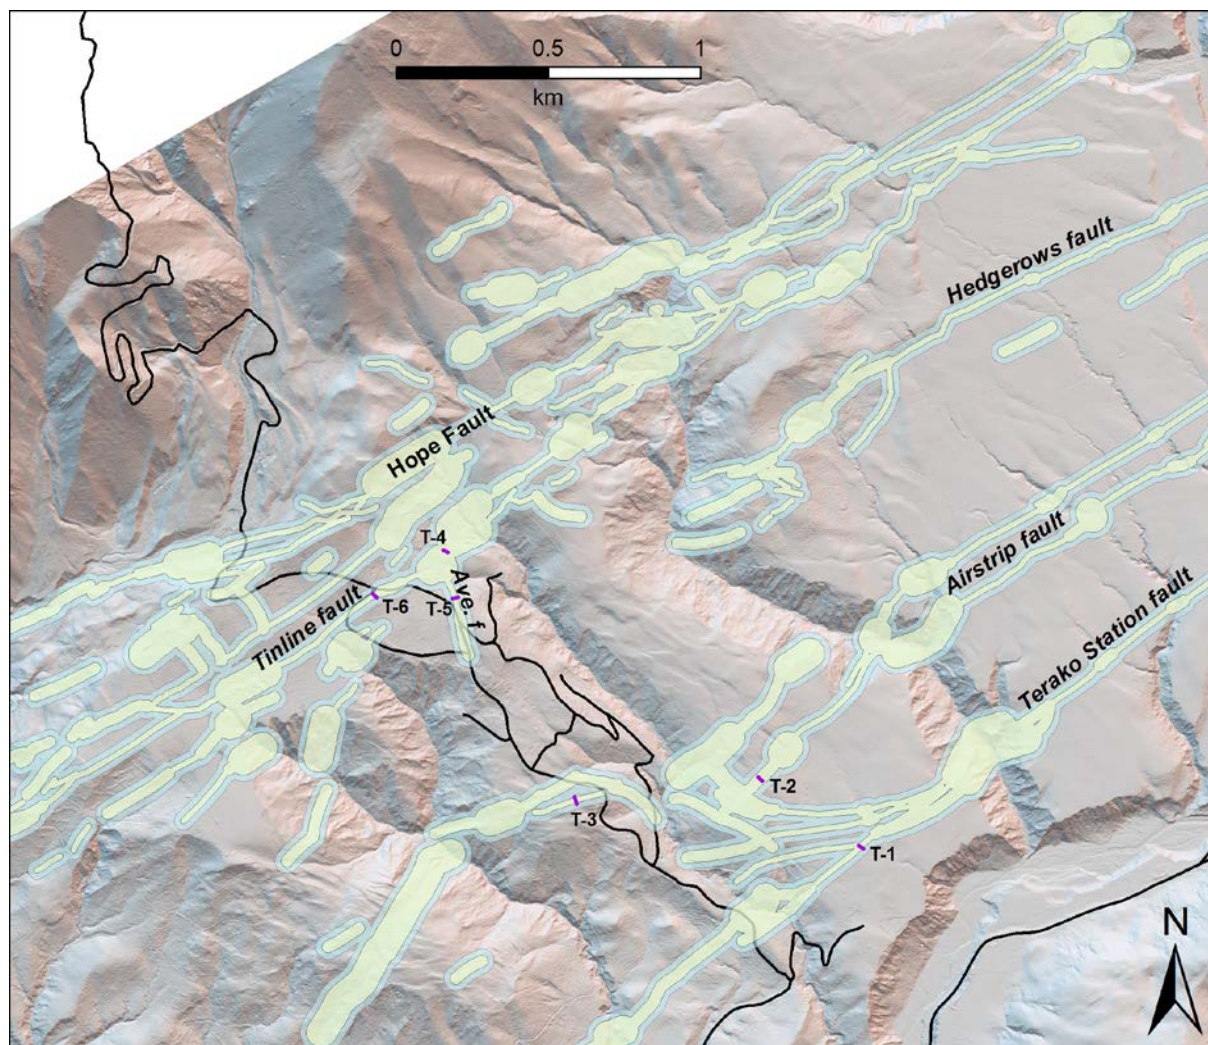 0 0.5 1
km
Hedgerows fault
Hope Fault
T-4
Ave. f
Airstrip fault
T-6
T-5
Tinline fault
Terako Station fault
T-2
T-3
T-1
N